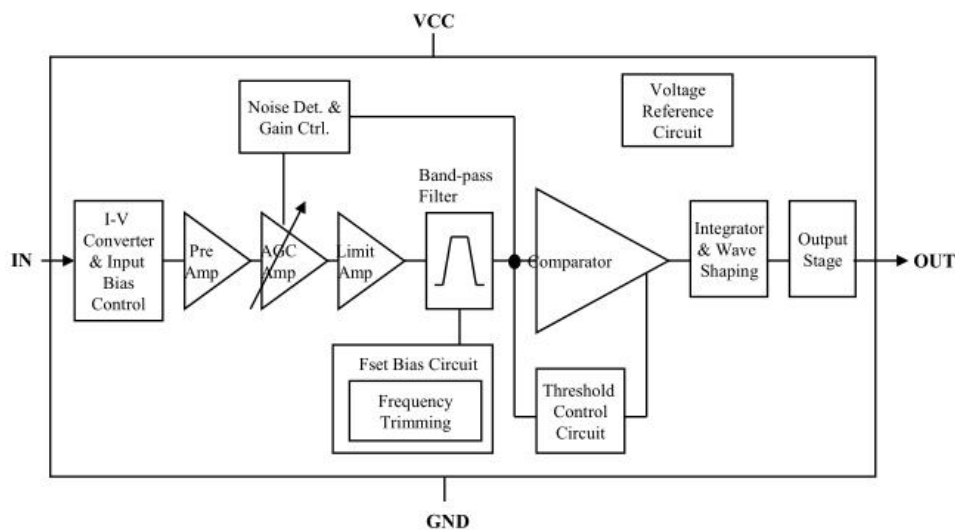 VCC
Noise Det. &
Gain Ctrl.
Voltage
Reference
Circuit
Band-pass
Filter
IN
I-V
Converter
& Input
Bias
Control
Pre
Amp
AGC
Amp
Limit
Amp
Comparator
Integrator
& Wave
Shaping
Output
Stage
OUT
Fset Bias Circuit
Frequency
Trimming
Threshold
Control
Circuit
GND